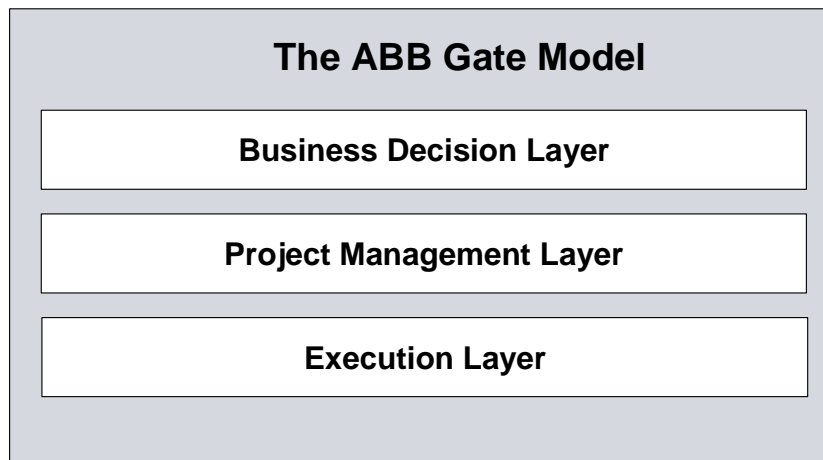 The ABB Gate Model
Business Decision Layer
Project Management Layer
Execution Layer